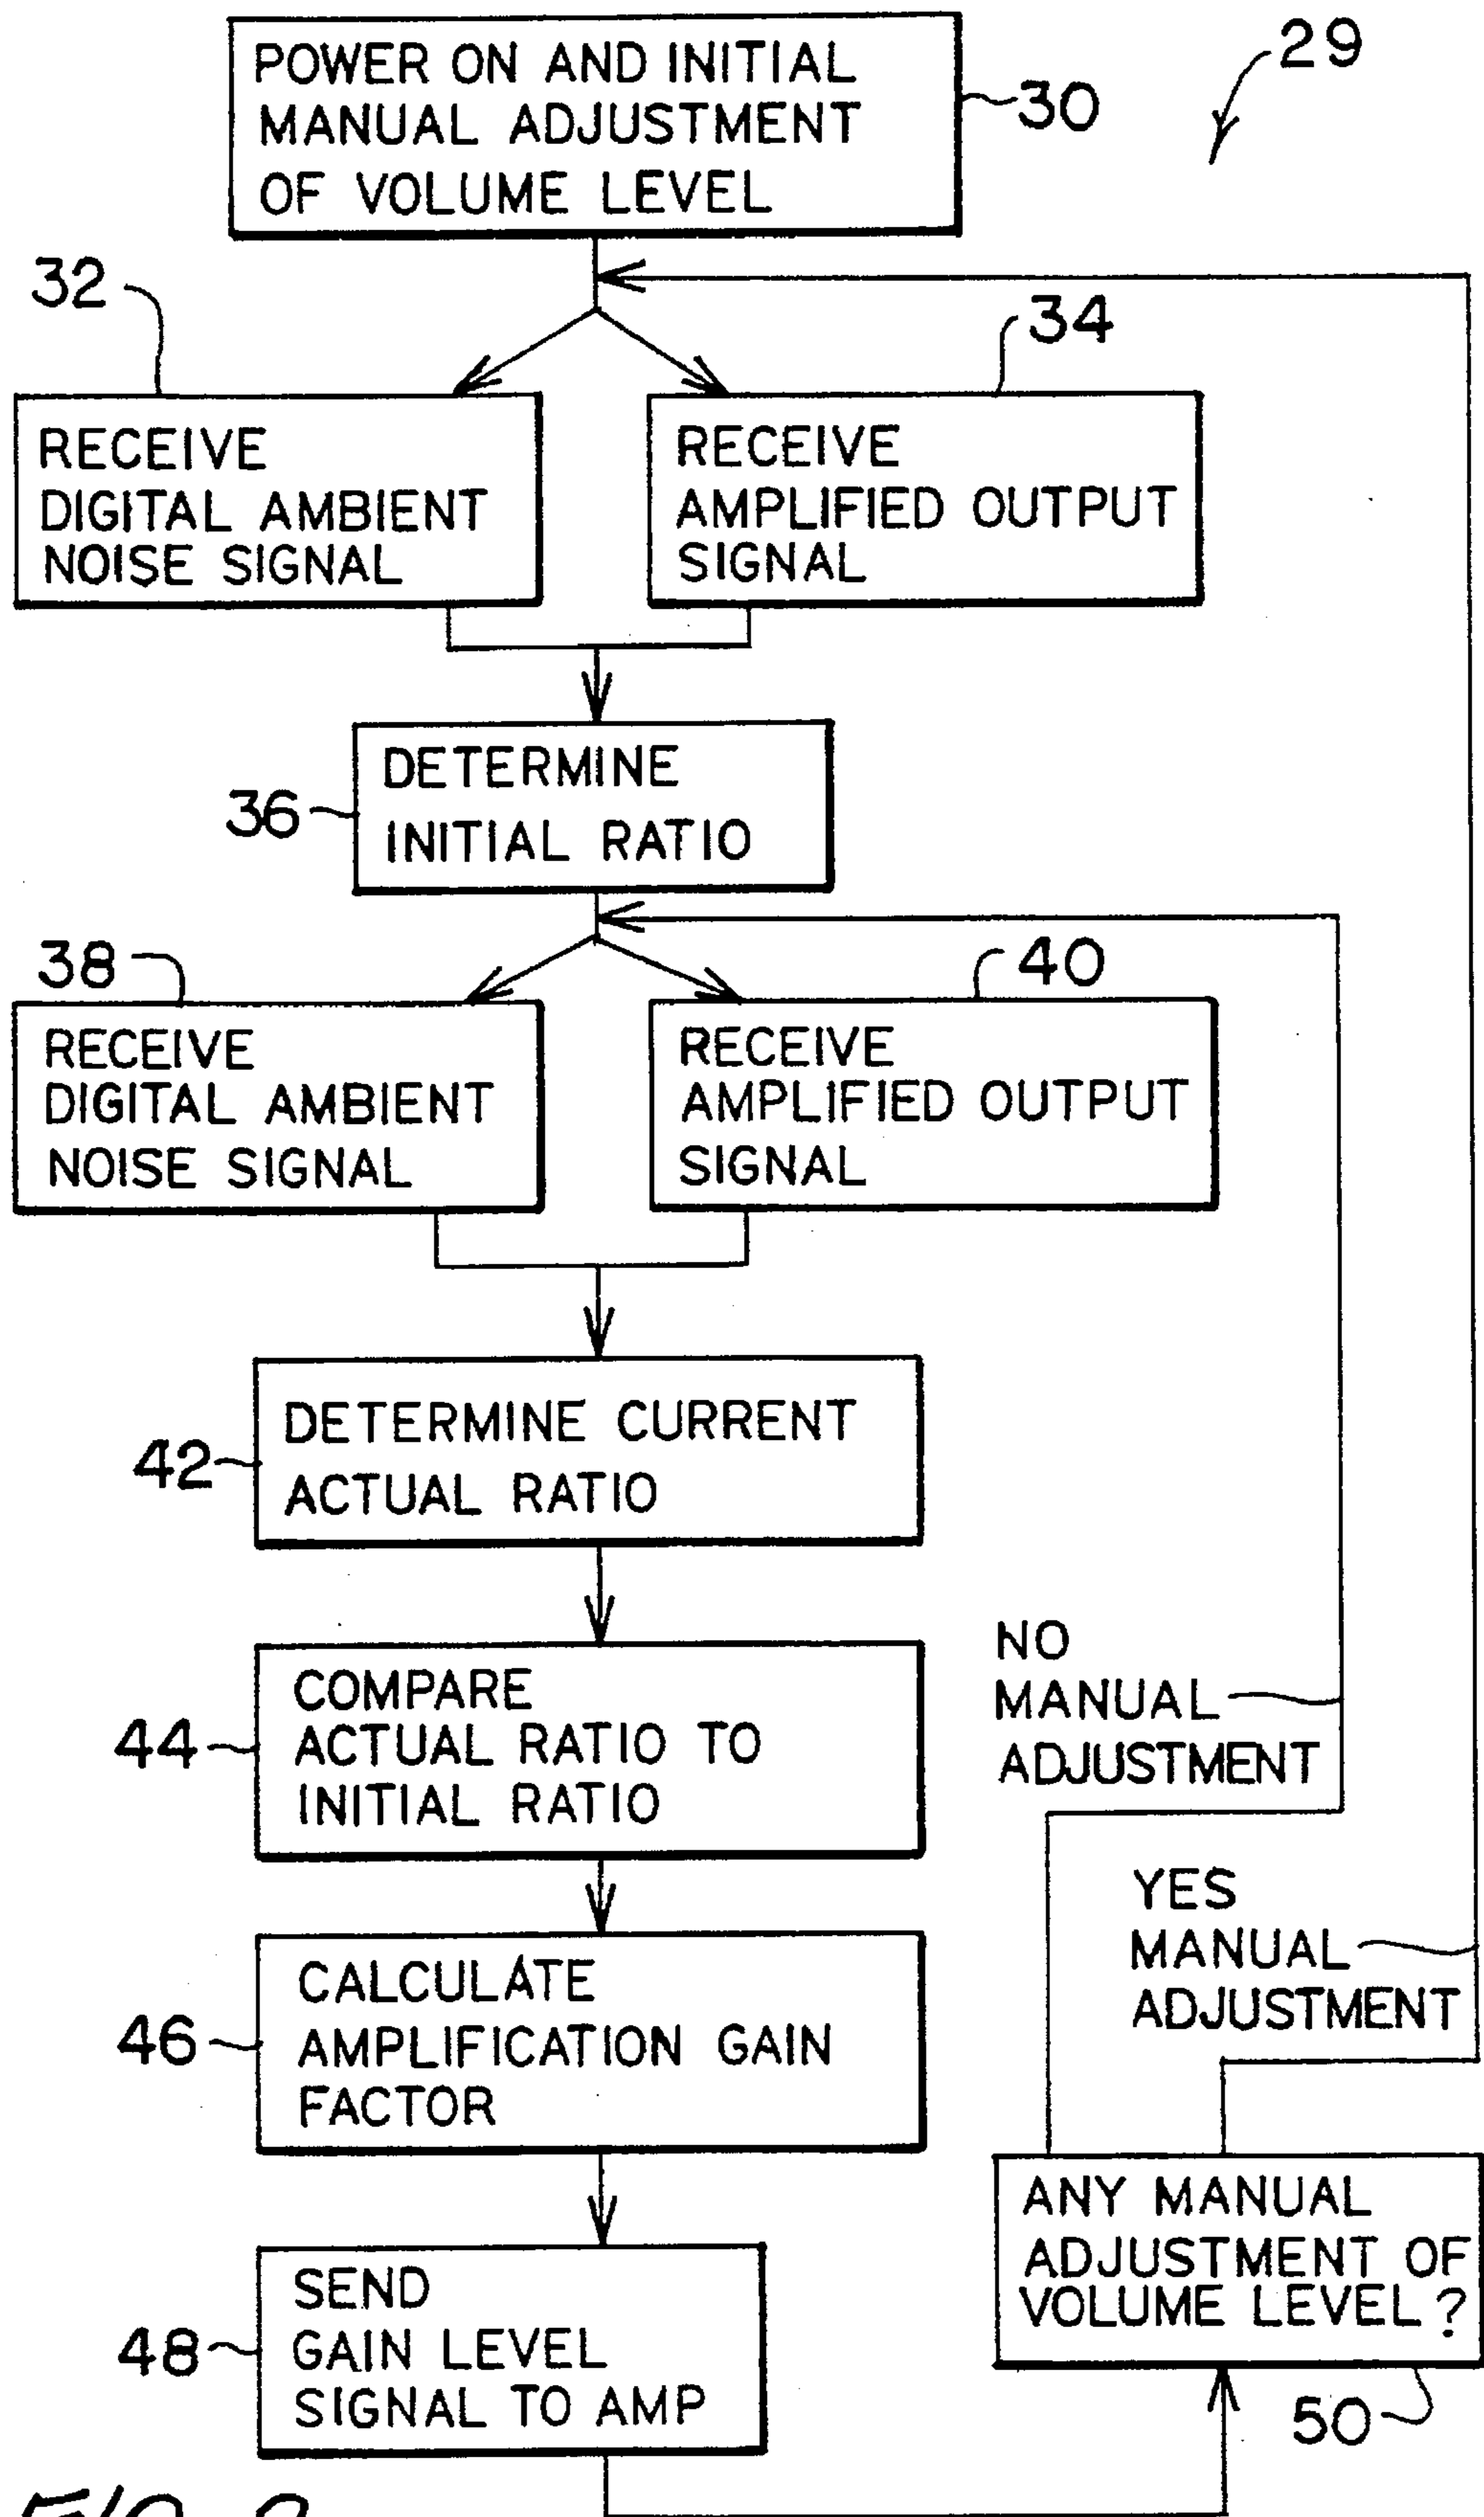 29
POWER ON AND INITIAL
MANUAL ADJUSTMENT
OF VOLUME LEVEL
30
32
34
RECEIVE
DIGITAL AMBIENT
NOISE SIGNAL
RECEIVE
AMPLIFIED OUTPUT
SIGNAL
36
DETERMINE
INITIAL RATIO
38
40
RECEIVE
DIGITAL AMBIENT
NOISE SIGNAL
RECEIVE
AMPLIFIED OUTPUT
SIGNAL
42
DETERMINE CURRENT
ACTUAL RATIO
44
COMPARE
ACTUAL RATIO TO
INITIAL RATIO
NO
MANUAL
ADJUSTMENT
YES
MANUAL
ADJUSTMENT
46
CALCULATE
AMPLIFICATION GAIN
FACTOR
ANY MANUAL
ADJUSTMENT OF
VOLUME LEVEL?
50
48
SEND
GAIN LEVEL
SIGNAL TO AMP